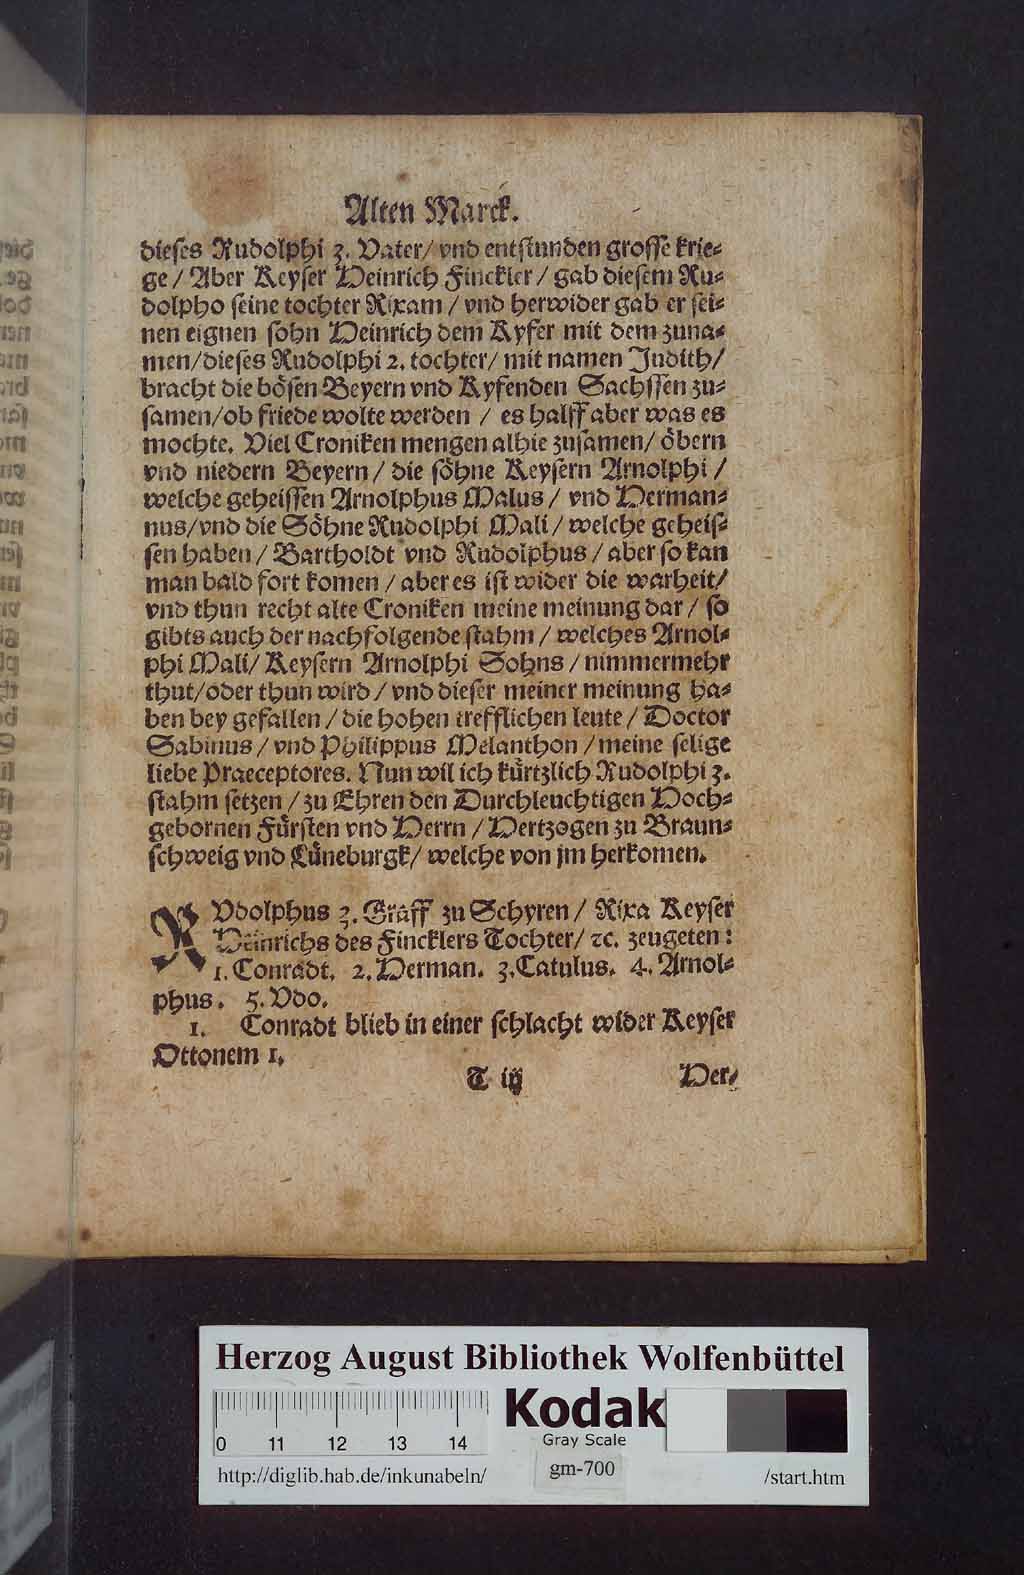 Alten Marck.
dieſes Rudolphi 3. Vater/ vnd entſtunden groſſe krie-
ge / Aber Keyſer Heinrich Finckler / gab dieſem Ru-
dolpho ſeine tochter Rixam / vnd herwider gab er ſei-
nen eignen ſohn Heinrich dem Kyfer mit dem zuna-
men/dieſes Rudolphi 2. tochter/ mit namen Judith/
bracht die böſen Beyern vnd Kyfenden Sachſſen zu-
ſamen/ob friede wolte werden / es halff aber was es
mochte. Viel Croniken mengen alhie zuſamen/ öbern
vnd niedern Beyern/ die ſöhne Keyſern Arnolphi /
welche geheiſſen Arnolphus Malus / vnd Herman-
nus/vnd die Söhne Rudolphi Mali / welche geheiſ-
ſen haben / Bartholdt vnd Rudolphus / aber ſo kan
man bald fort komen / aber es iſt wider die warheit/
vnd thun recht alte Croniken meine meinung dar / ſo
gibts auch der nachfolgende ſtahm / welches Arnol-
phi Mali/ Keyſern Arnolphi Sohns / nimmermehr
thut/oder thun wird / vnd dieſer meiner meinung ha-
ben bey gefallen / die hohen trefflichen leute / Doctor
Sabinus / vnd Philippus Melanthon / meine ſelige
liebe Praeceptores. Nun wil ich kürtzlich Rudolphi 3.
ſtahm ſetzen / zu Ehren den Durchleuchtigen Hoch-
gebornen Fürſten vnd Herrn / Hertzogen zu Braun-
ſchweig vnd Lüneburgk/ welche von jm herkomen.
RVdolphus 3. Graff zu Schyren / Rixa Keyſer
Heinrichs des Fincklers Tochter/ ꝛc. zeugeten:
1. Conradt. 2. Herman. 3. Catulus. 4. Arnol-
phus. 5. Vdo.
1. Conradt blieb in einer ſchlacht wider Keyſer
Ottonem 1.
T iij Her-
Herzog August Bibliothek Wolfenbüttel
Kodak
Gray Scale
0 11 12 13 14
http://diglib.hab.de/inkunabeln/ gm-700 /start.htm